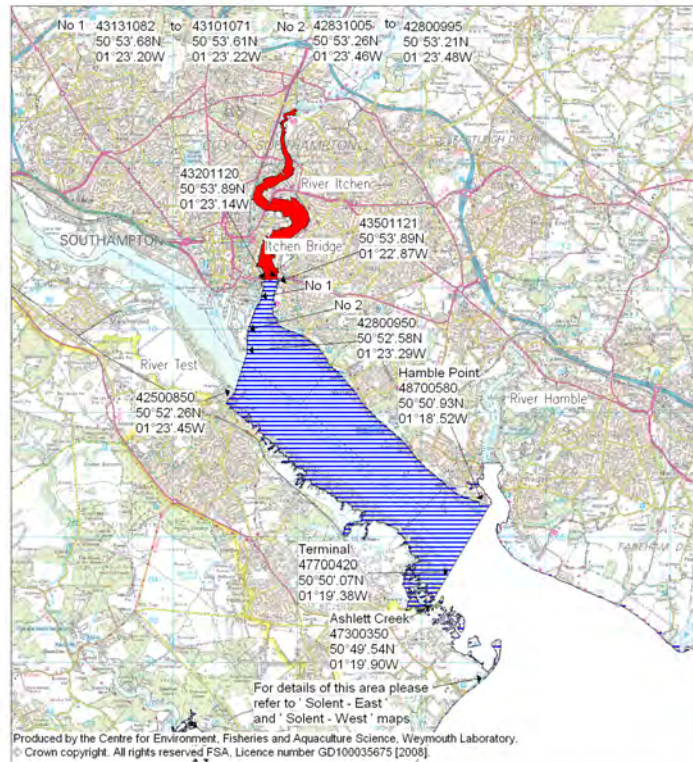 No 1 43131082 to 43101071 No 2 42831005 to 42800995
50°53'.68N 50°53'.61N 50°53'.26N 50°53'.21N
01°23'.20W 01°23'.22W 01°23'.46W 01°23'.48W
CITY OF SOUTHAMPTON
EASTLEIGH DISTRICT
43201120
50°53'.89N
01°23'.14W
River Itchen
SOUTHAMPTON
Itchen Bridge
43501121
50°53'.89N
01°22'.87W
No 1
No 2
42800950
50°52'.58N
01°23'.29W
River Test
Hamble Point
48700580
50°50'.93N
01°18'.52W
River Hamble
42500850
50°52'.26N
01°23'.45W
Terminal
47700420
50°50'.07N
01°19'.38W
Ashlett Creek
47300350
50°49'.54N
01°19'.90W
For details of this area please
refer to ' Solent - East '
and ' Solent - West ' maps
Produced by the Centre for Environment, Fisheries and Aquaculture Science, Weymouth Laboratory.
© Crown copyright. All rights reserved FSA, Licence number GD100035675 [2008].